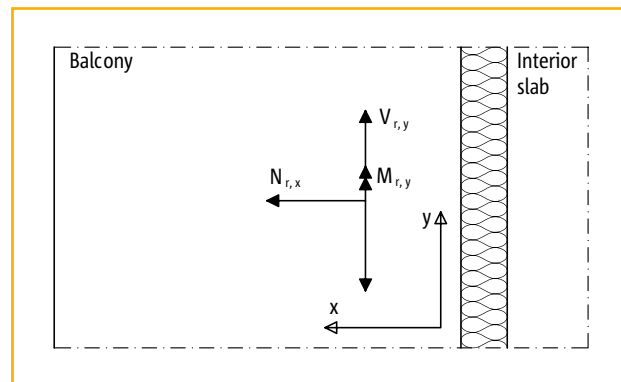 Balcony
Interior
slab
V r, y
N r, x
M r, y
y
x